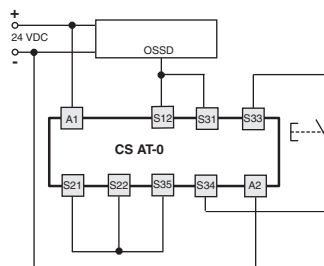 +
24 VDC
-
OSSD
A1
S12
S31
S33
CS AT-0
S21
S22
S35
S34
A2